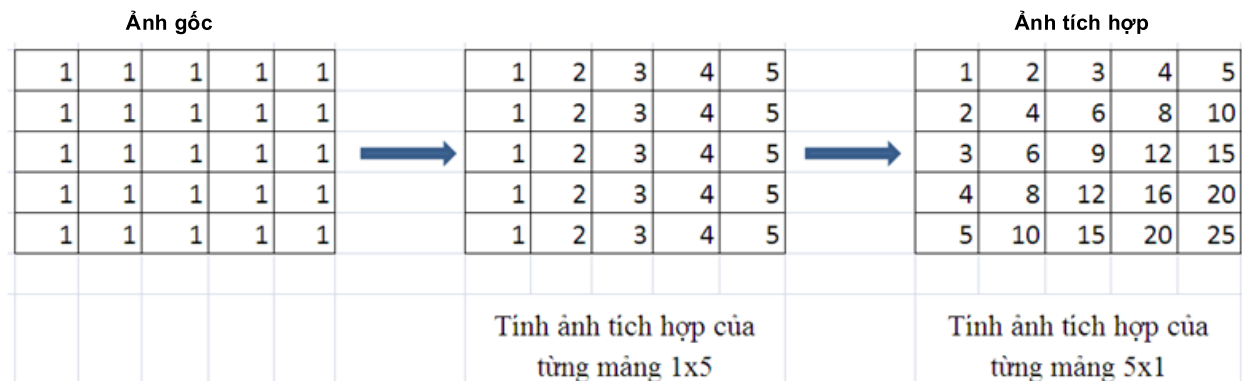 Ảnh gốc
Ảnh tích hợp
1 1 1 1 1
1 1 1 1 1
1 1 1 1 1
1 1 1 1 1
1 1 1 1 1
1 2 3 4 5
1 2 3 4 5
1 2 3 4 5
1 2 3 4 5
1 2 3 4 5
1 2 3 4 5
2 4 6 8 10
3 6 9 12 15
4 8 12 16 20
5 10 15 20 25
Tính ảnh tích hợp của
từng mảng 1x5
Tính ảnh tích hợp của
từng mảng 5x1